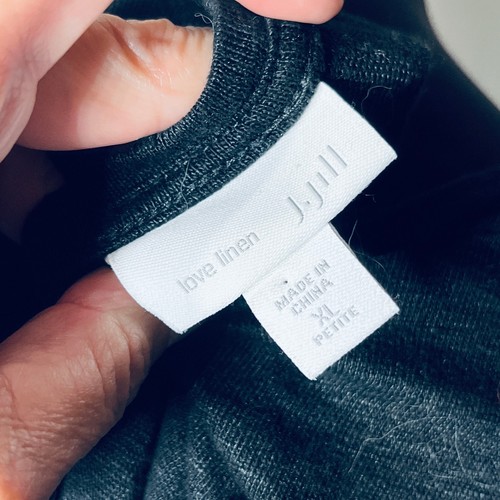 love linen J.Jill
MADE IN
CHINA
XL
PETITE